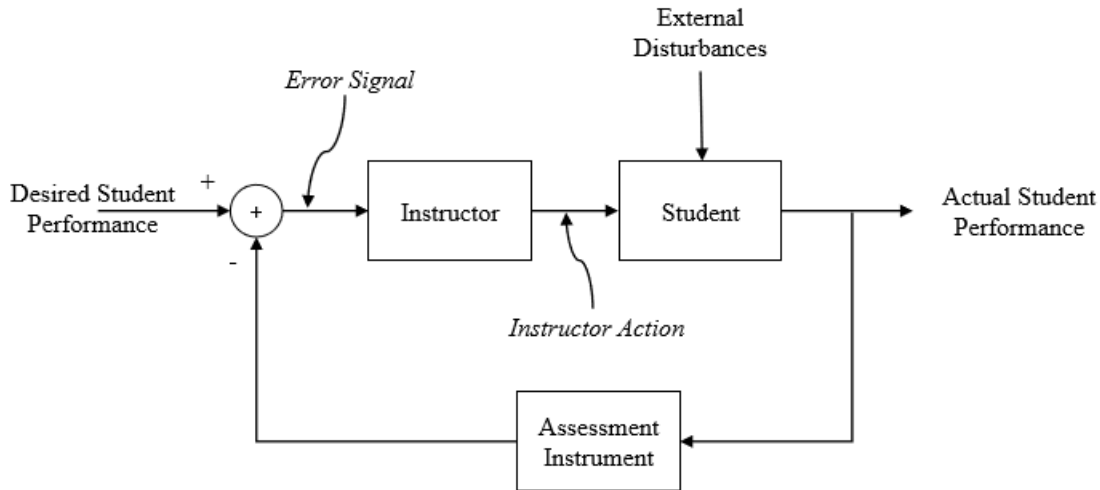 External
Disturbances
Error Signal
+
Desired Student
Performance
+
-
Instructor
Student
Actual Student
Performance
Instructor Action
Assessment
Instrument